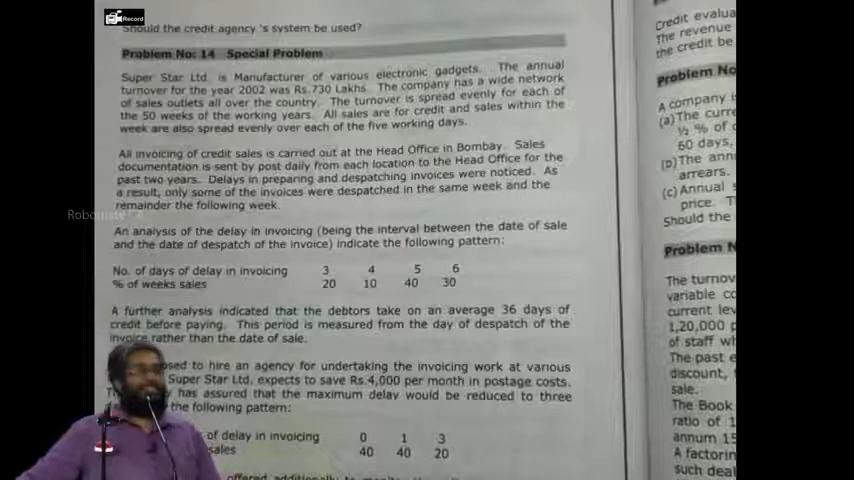 Record
Should the credit agency 's system be used?
Problem No: 14 Special Problem
Super Star Ltd. is Manufacturer of various electronic gadgets. The annual
turnover for the year 2002 was Rs.730 Lakhs. The company has a wide network
of sales outlets all over the country. The turnover is spread evenly for each of
the 50 weeks of the working years. All sales are for credit and sales within the
week are also spread evenly over each of the five working days.
All invoicing of credit sales is carried out at the Head Office in Bombay. Sales
documentation is sent by post daily from each location to the Head Office for the
past two years. Delays in preparing and despatching invoices were noticed. As
a result, only some of the invoices were despatched in the same week and the
remainder the following week.
An analysis of the delay in invoicing (being the interval between the date of sale
and the date of despatch of the invoice) indicate the following pattern:
No. of days of delay in invoicing 3 4 5 6
% of weeks sales 20 10 40 30
A further analysis indicated that the debtors take on an average 36 days of
credit before paying. This period is measured from the day of despatch of the
invoice rather than the date of sale.
osed to hire an agency for undertaking the invoicing work at various
Super Star Ltd. expects to save Rs.4,000 per month in postage costs.
has assured that the maximum delay would be reduced to three
the following pattern:
of delay in invoicing 0 1 3
sales 40 40 20
offered additionally to
Credit evalua
The revenue
the credit be
Problem No
A company i
(a) The curre
½ % of
60 days,
(b) The ann
arrears.
(c) Annual s
price. T
Should the
Problem N
The turnov
variable co
current lev
1,20,000 p
of staff wh
The past e
discount,
sale.
The Book
ratio of 1
annum 15
A factorin
such deal